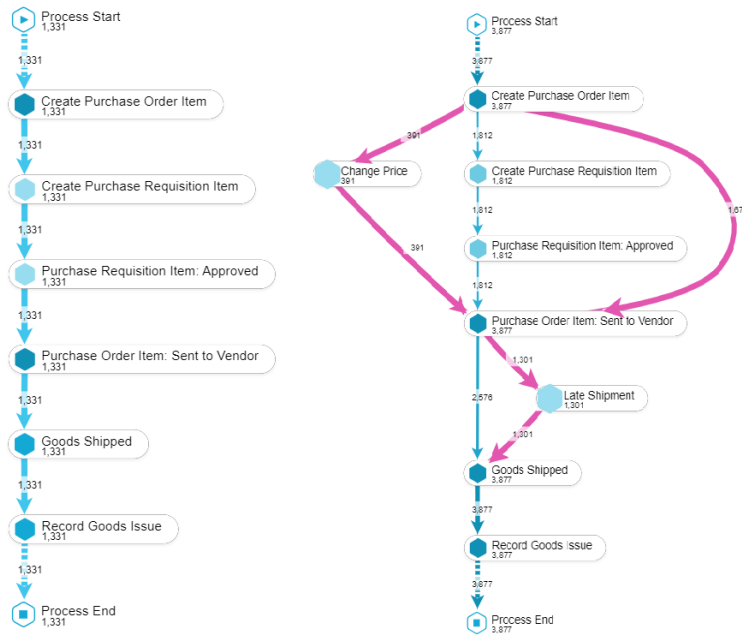 Process Start
1,331
1,331
Create Purchase Order Item
1,331
1,331
Create Purchase Requisition Item
1,331
1,331
Purchase Requisition Item: Approved
1,331
1,331
Purchase Order Item: Sent to Vendor
1,331
1,331
Goods Shipped
1,331
1,331
Record Goods Issue
1,331
1,331
Process End
1,331
Process Start
3,877
3,877
Create Purchase Order Item
3,877
391
1,812
Change Price
391
Create Purchase Requisition Item
1,812
1,812
391
Purchase Requisition Item: Approved
1,812
1,812
Purchase Order Item: Sent to Vendor
3,877
1,301
2,576
Late Shipment
1,301
1,301
Goods Shipped
3,877
3,877
Record Goods Issue
3,877
3,877
Process End
3,877